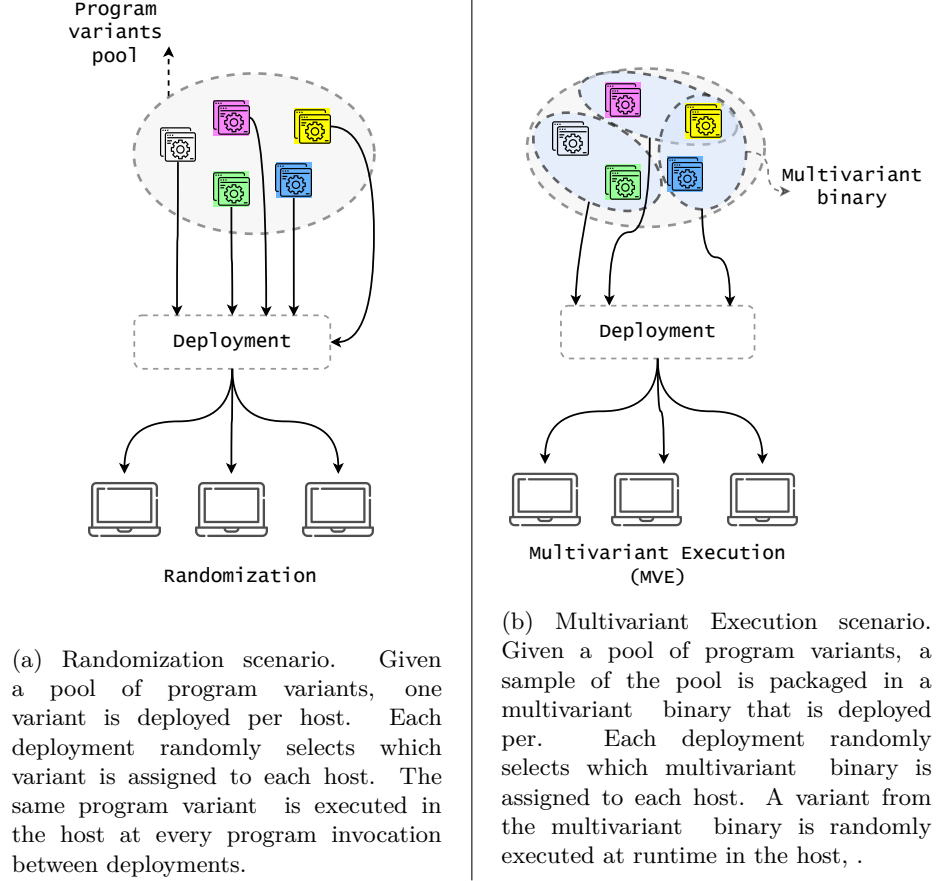 Program
variants
pool
Deployment
Randomization
(a) Randomization scenario. Given
a pool of program variants, one
variant is deployed per host. Each
deployment randomly selects which
variant is assigned to each host. The
same program variant is executed in
the host at every program invocation
between deployments.
Multivariant
binary
Deployment
Multivariant Execution
(MVE)
(b) Multivariant Execution scenario.
Given a pool of program variants, a
sample of the pool is packaged in a
multivariant binary that is deployed
per. Each deployment randomly
selects which multivariant binary is
assigned to each host. A variant from
the multivariant binary is randomly
executed at runtime in the host, .